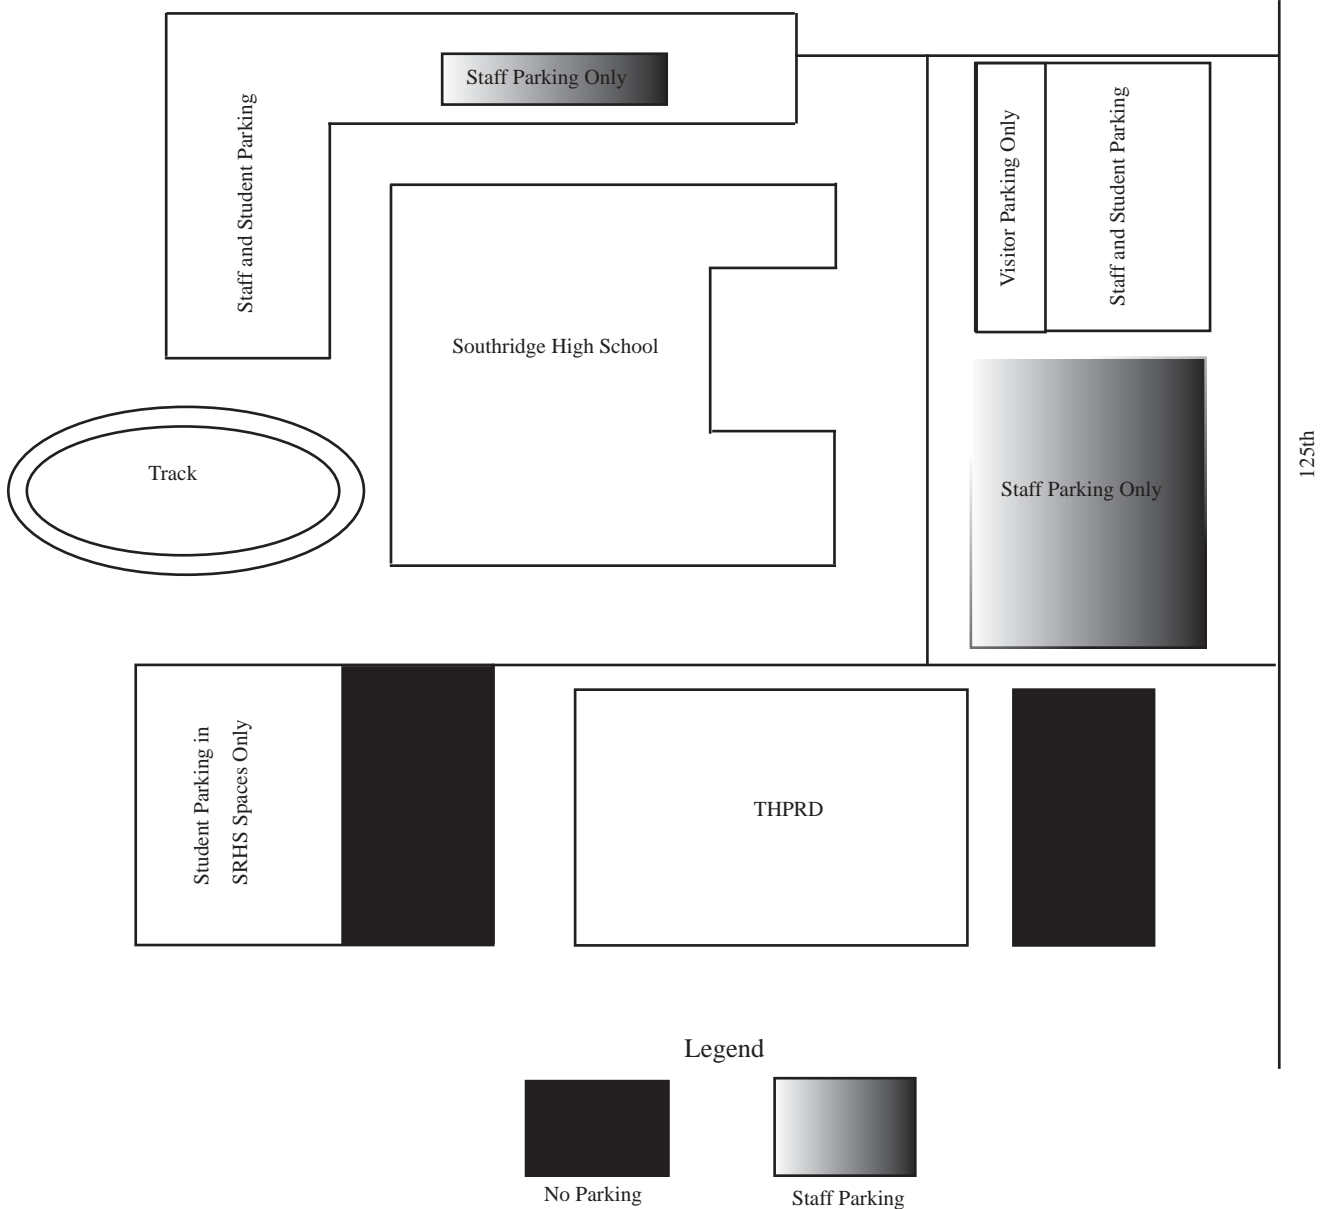 Staff Parking Only
Staff and Student Parking
Visitor Parking Only
Staff and Student Parking
Southridge High School
Track
Staff Parking Only
125th
Student Parking in
SRHS Spaces Only
THPRD
Legend
No Parking
Staff Parking